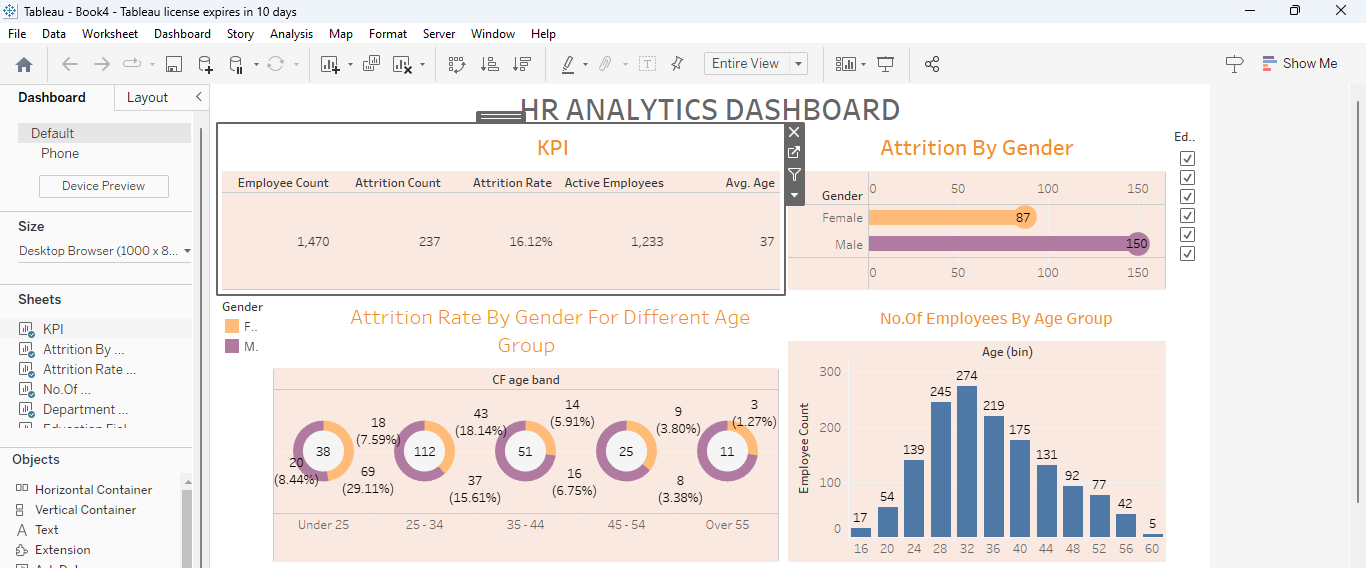 Tableau - Book4 - Tableau license expires in 10 days
File Data Worksheet Dashboard Story Analysis Map Format Server Window Help
Entire View
Show Me
Dashboard Layout
Default
Phone
Device Preview
Size
Desktop Browser (1000 x 8...
Sheets
KPI
Attrition By ...
Attrition Rate ...
No.Of ...
Department ...
Objects
Horizontal Container
Vertical Container
Text
Extension
HR ANALYTICS DASHBOARD
KPI
Employee Count Attrition Count Attrition Rate Active Employees Avg. Age
1,470 237 16.12% 1,233 37
Attrition By Gender
Gender 0 50 100 150
Female 87
Male 150
0 50 100 150
Ed..
Gender
F..
M.
Attrition Rate By Gender For Different Age
Group
CF age band
18
(7.59%)
20
(8.44%)
38
43
(18.14%)
69
(29.11%)
112
14
(5.91%)
37
(15.61%)
51
9
(3.80%)
16
(6.75%)
25
3
(1.27%)
8
(3.38%)
11
Under 25 25 - 34 35 - 44 45 - 54 Over 55
No.Of Employees By Age Group
Age (bin)
Employee Count
300
200
100
0
17 54 139 245 274 219 175 131 92 77 42 5
16 20 24 28 32 36 40 44 48 52 56 60